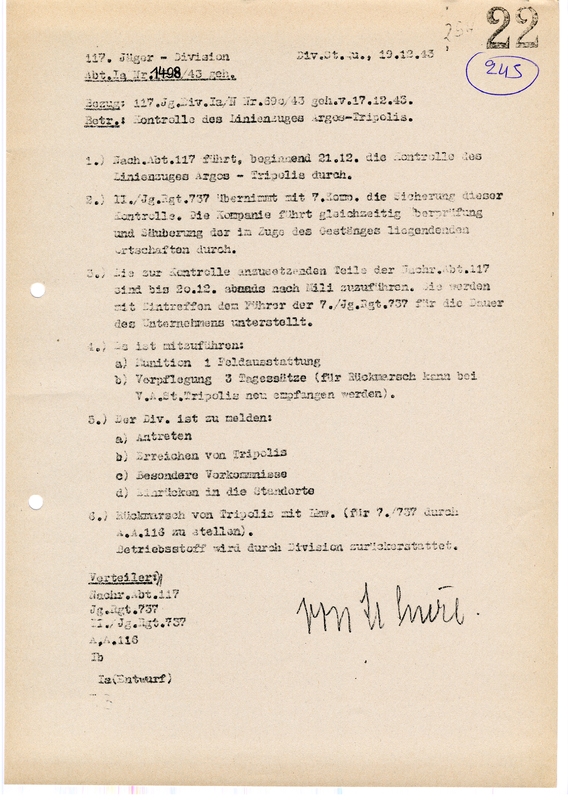 22
245
117. Jäger - Division Div.St.Qu., 19.12.43
Abt.Ia Nr.1498/43 geh.
Bezug: 117.Jg.Div.Ia/N Nr.690/43 geh.v.17.12.43.
Betr.: Kontrolle des Linienzuges Argos-Tripolis.
1.) Nach.Abt.117 führt, beginnend 21.12. die Kontrolle des
Linienzuges Argos - Tripolis durch.
2.) II./Jg.Rgt.737 übernimmt mit 7.Komp. die Sicherung dieser
Kontrolle. Die Kompanie führt gleichzeitig Überprüfung
und Säuberung der im Zuge des Gestänges liegendenden
Ortschaften durch.
3.) Die zur Kontrolle anzusetzenden Teile der Nachr.Abt.117
sind bis 20.12. abends nach Mili zuzuführen. Sie werden
mit Eintreffen dem Führer der 7./Jg.Rgt.737 für die Dauer
des Unternehmens unterstellt.
4.) Es ist mitzuführen:
a) Munition 1 Feldausstattung
b) Verpflegung 3 Tagessätze (für Rückmarsch kann bei
V.A.St.Tripolis neu empfangen werden).
5.) Der Div. ist zu melden:
a) Antreten
b) Erreichen von Tripolis
c) Besondere Vorkommnisse
d) Einrücken in die Standorte
6.) Rückmarsch von Tripolis mit Lkw. (für 7./737 durch
A.A.116 zu stellen).
Betriebsstoff wird durch Division zurückerstattet.
Verteiler:
Nachr.Abt.117
Jg.Rgt.737
II./Jg.Rgt.737
A.A.116
Ib
Ia(Entwurf)
von